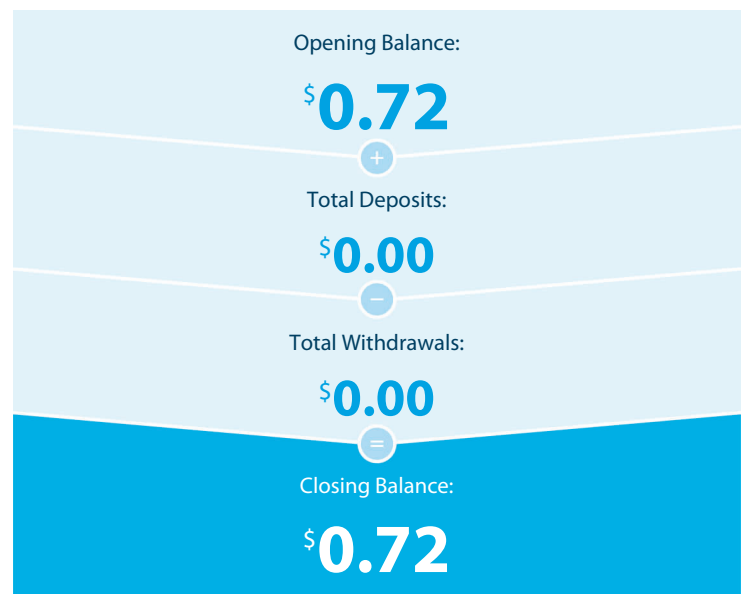 Opening Balance:
$0.72
+
Total Deposits:
$0.00
−
Total Withdrawals:
$0.00
=
Closing Balance:
$0.72